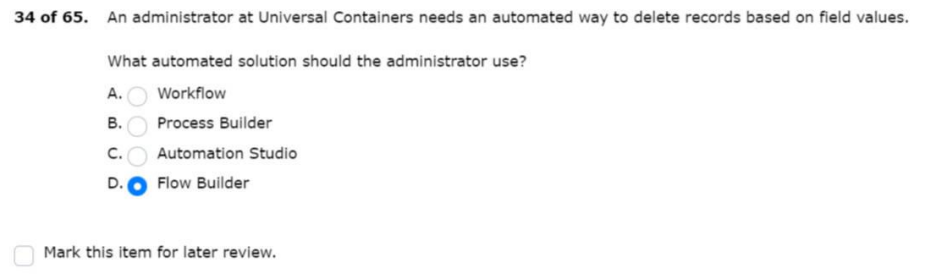 34 of 65. An administrator at Universal Containers needs an automated way to delete records based on field values.
What automated solution should the administrator use?
A. Workflow
B. Process Builder
C. Automation Studio
D. Flow Builder
Mark this item for later review.